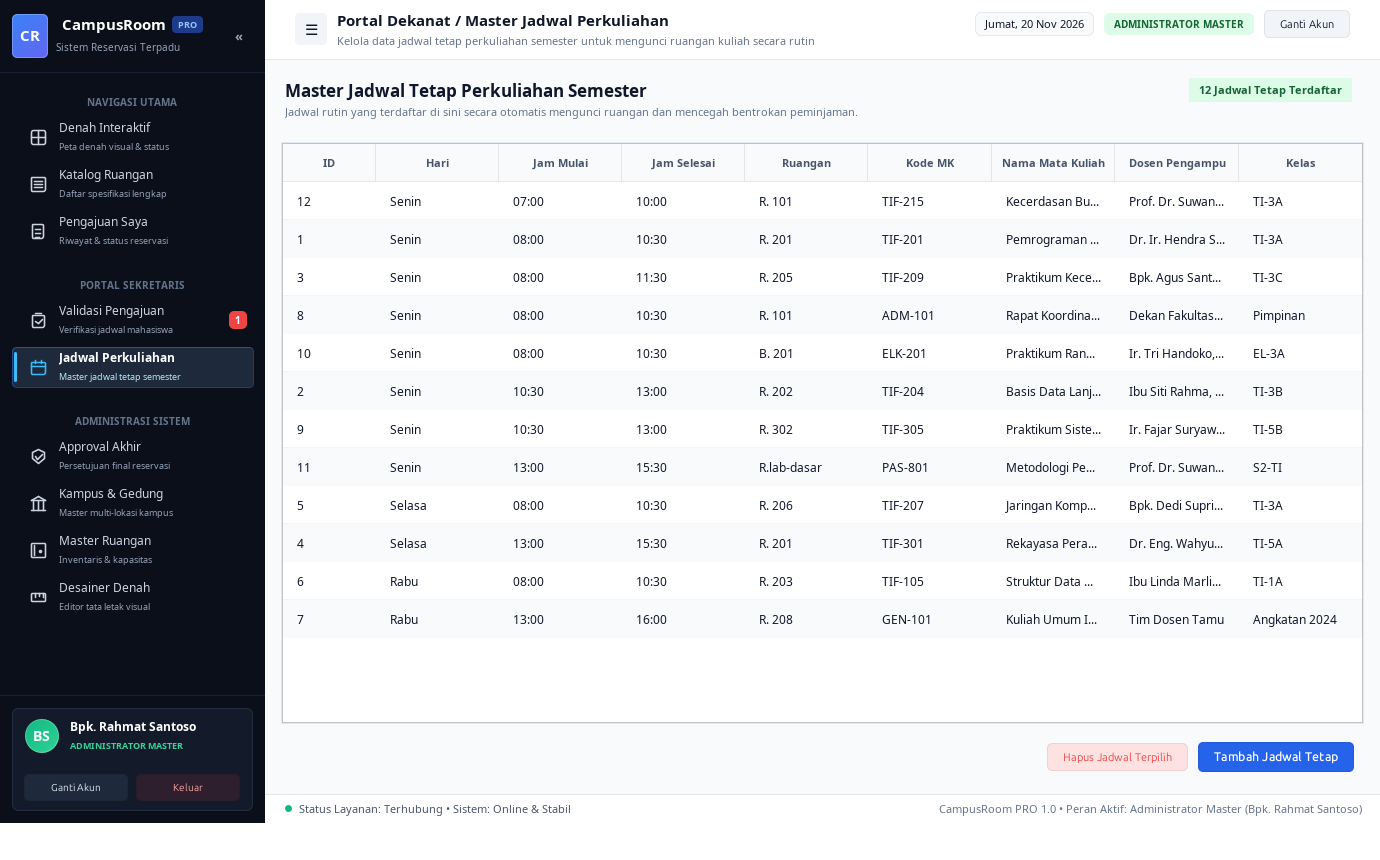 CR
CampusRoom PRO
Sistem Reservasi Terpadu
«
NAVIGASI UTAMA
Denah Interaktif
Peta denah visual & status
Katalog Ruangan
Daftar spesifikasi lengkap
Pengajuan Saya
Riwayat & status reservasi
PORTAL SEKRETARIS
Validasi Pengajuan
Verifikasi jadwal mahasiswa
1
Jadwal Perkuliahan
Master jadwal tetap semester
ADMINISTRASI SISTEM
Approval Akhir
Persetujuan final reservasi
Kampus & Gedung
Master multi-lokasi kampus
Master Ruangan
Inventaris & kapasitas
Desainer Denah
Editor tata letak visual
BS
Bpk. Rahmat Santoso
ADMINISTRATOR MASTER
Ganti Akun Keluar
☰
Portal Dekanat / Master Jadwal Perkuliahan
Kelola data jadwal tetap perkuliahan semester untuk mengunci ruangan kuliah secara rutin
Jumat, 20 Nov 2026 ADMINISTRATOR MASTER Ganti Akun
Master Jadwal Tetap Perkuliahan Semester
Jadwal rutin yang terdaftar di sini secara otomatis mengunci ruangan dan mencegah bentrokan peminjaman.
12 Jadwal Tetap Terdaftar
ID Hari Jam Mulai Jam Selesai Ruangan Kode MK Nama Mata Kuliah Dosen Pengampu Kelas
12 Senin 07:00 10:00 R. 101 TIF-215 Kecerdasan Bu... Prof. Dr. Suwan... TI-3A
1 Senin 08:00 10:30 R. 201 TIF-201 Pemrograman ... Dr. Ir. Hendra S... TI-3A
3 Senin 08:00 11:30 R. 205 TIF-209 Praktikum Kece... Bpk. Agus Sant... TI-3C
8 Senin 08:00 10:30 R. 101 ADM-101 Rapat Koordina... Dekan Fakultas... Pimpinan
10 Senin 08:00 10:30 B. 201 ELK-201 Praktikum Ran... Ir. Tri Handoko,... EL-3A
2 Senin 10:30 13:00 R. 202 TIF-204 Basis Data Lanj... Ibu Siti Rahma, ... TI-3B
9 Senin 10:30 13:00 R. 302 TIF-305 Praktikum Siste... Ir. Fajar Suryaw... TI-5B
11 Senin 13:00 15:30 R.lab-dasar PAS-801 Metodologi Pe... Prof. Dr. Suwan... S2-TI
5 Selasa 08:00 10:30 R. 206 TIF-207 Jaringan Komp... Bpk. Dedi Supri... TI-3A
4 Selasa 13:00 15:30 R. 201 TIF-301 Rekayasa Pera... Dr. Eng. Wahyu... TI-5A
6 Rabu 08:00 10:30 R. 203 TIF-105 Struktur Data ... Ibu Linda Marli... TI-1A
7 Rabu 13:00 16:00 R. 208 GEN-101 Kuliah Umum I... Tim Dosen Tamu Angkatan 2024
Hapus Jadwal Terpilih Tambah Jadwal Tetap
Status Layanan: Terhubung • Sistem: Online & Stabil
CampusRoom PRO 1.0 • Peran Aktif: Administrator Master (Bpk. Rahmat Santoso)